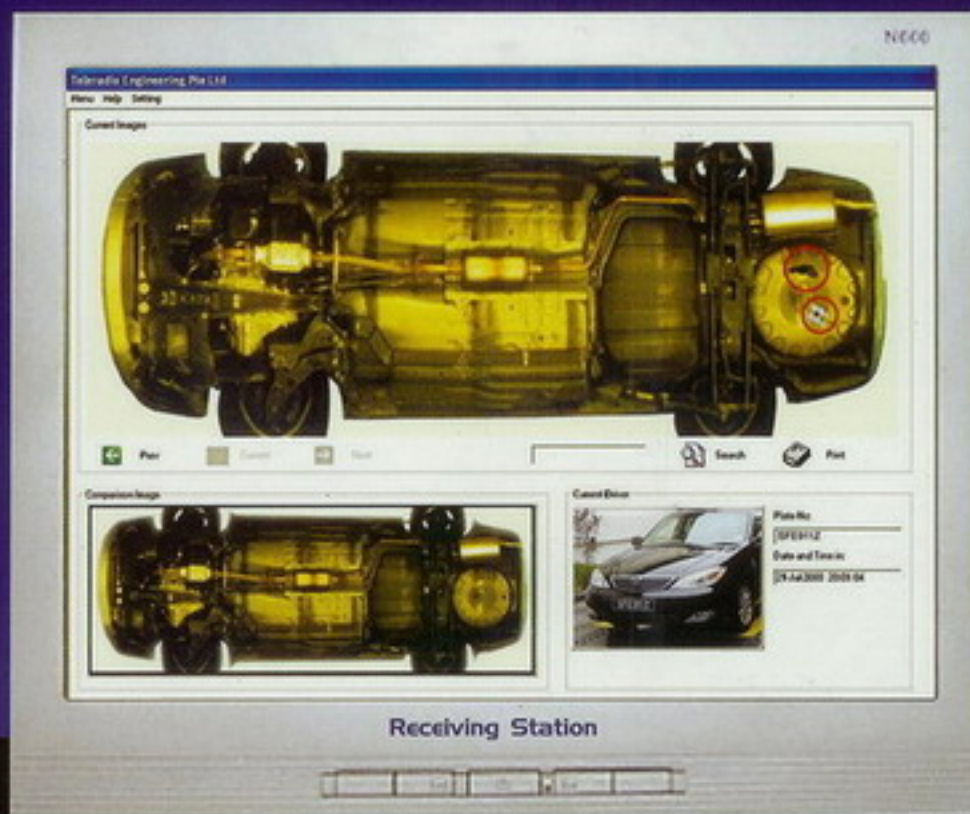 N600
Teleradio Engineering Pte Ltd
Menu Help Setting
Current Images
Prev Current Next Search Print
Comparison Image
Current Driver
Plate No:
Date and Time in:
Receiving Station